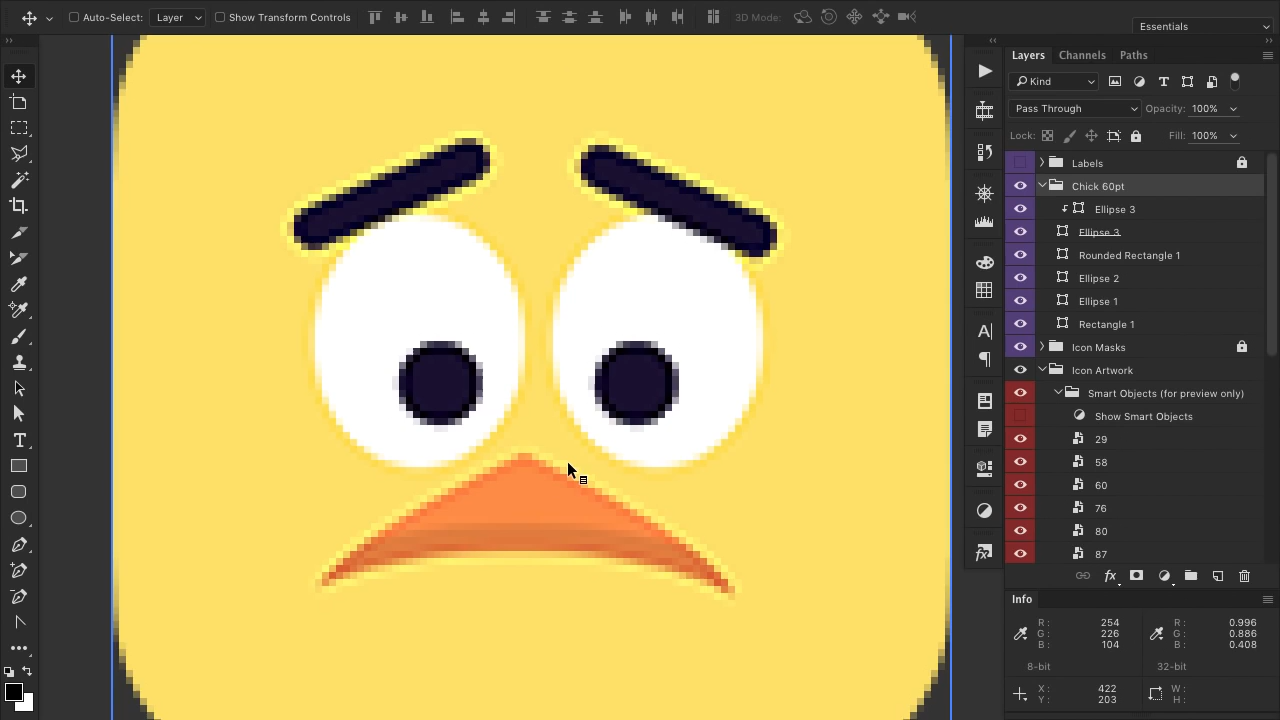 Auto-Select:
Layer
Show Transform Controls
3D Mode:
Essentials
Layers
Channels
Paths
Kind
T
Pass Through
Opacity:
100%
Lock:
Fill:
100%
Labels
Chick 60pt
Ellipse 3
Ellipse 3
Rounded Rectangle 1
Ellipse 2
Ellipse 1
Rectangle 1
Icon Masks
Icon Artwork
Smart Objects (for preview only)
Show Smart Objects
29
58
60
76
80
87
fx
Info
R: 254
G: 226
B: 104
R: 0.996
G: 0.886
B: 0.408
8-bit
32-bit
X: 422
Y: 203
W:
H: